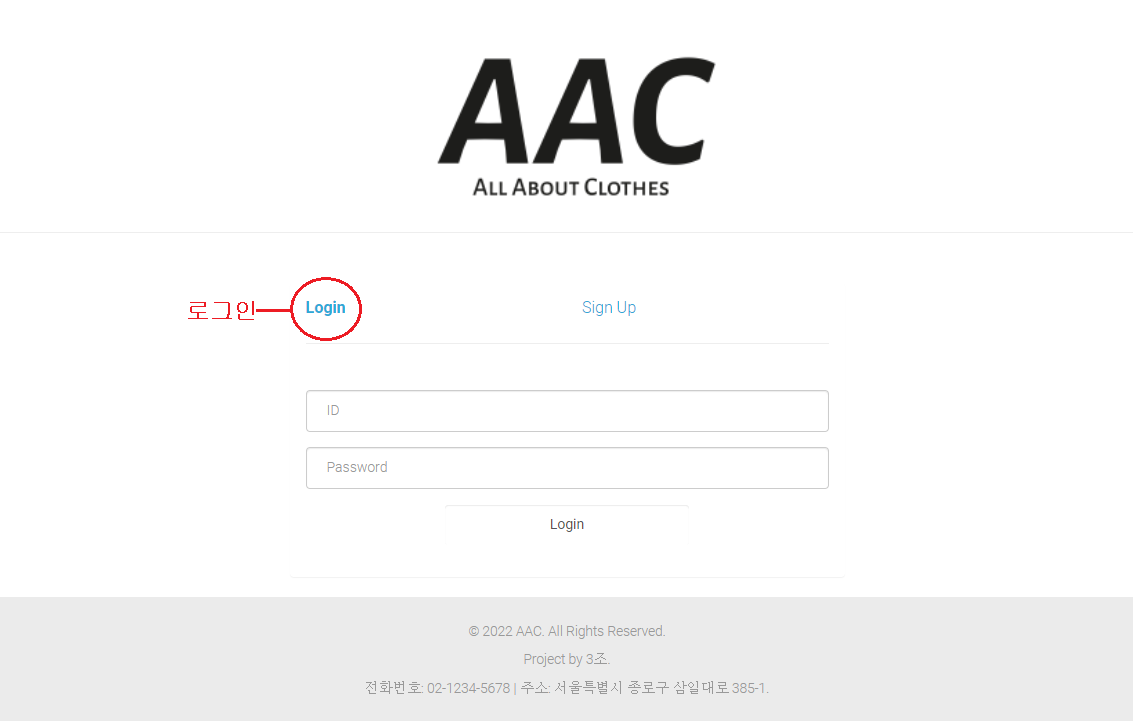 AAC
ALL ABOUT CLOTHES
로그인 Login Sign Up
ID
Password
Login
© 2022 AAC. All Rights Reserved.
Project by 3조.
전화번호: 02-1234-5678 | 주소: 서울특별시 종로구 삼일대로 385-1.